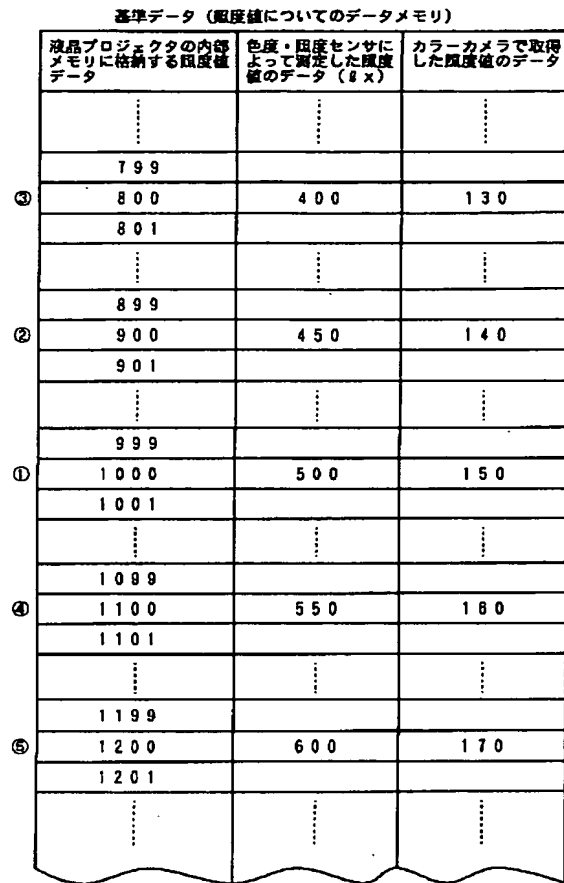 基準データ (照度値についてのデータメモリ)
液晶プロジェクタの内部
メモリに格納する照度値
データ
色度・照度センサに
よって測定した照度
値のデータ (ℓx)
カラーカメラで取得
した照度値のデータ
799
③ 800 400 130
801
899
② 900 450 140
901
999
① 1000 500 150
1001
1099
④ 1100 550 160
1101
1199
⑤ 1200 600 170
1201